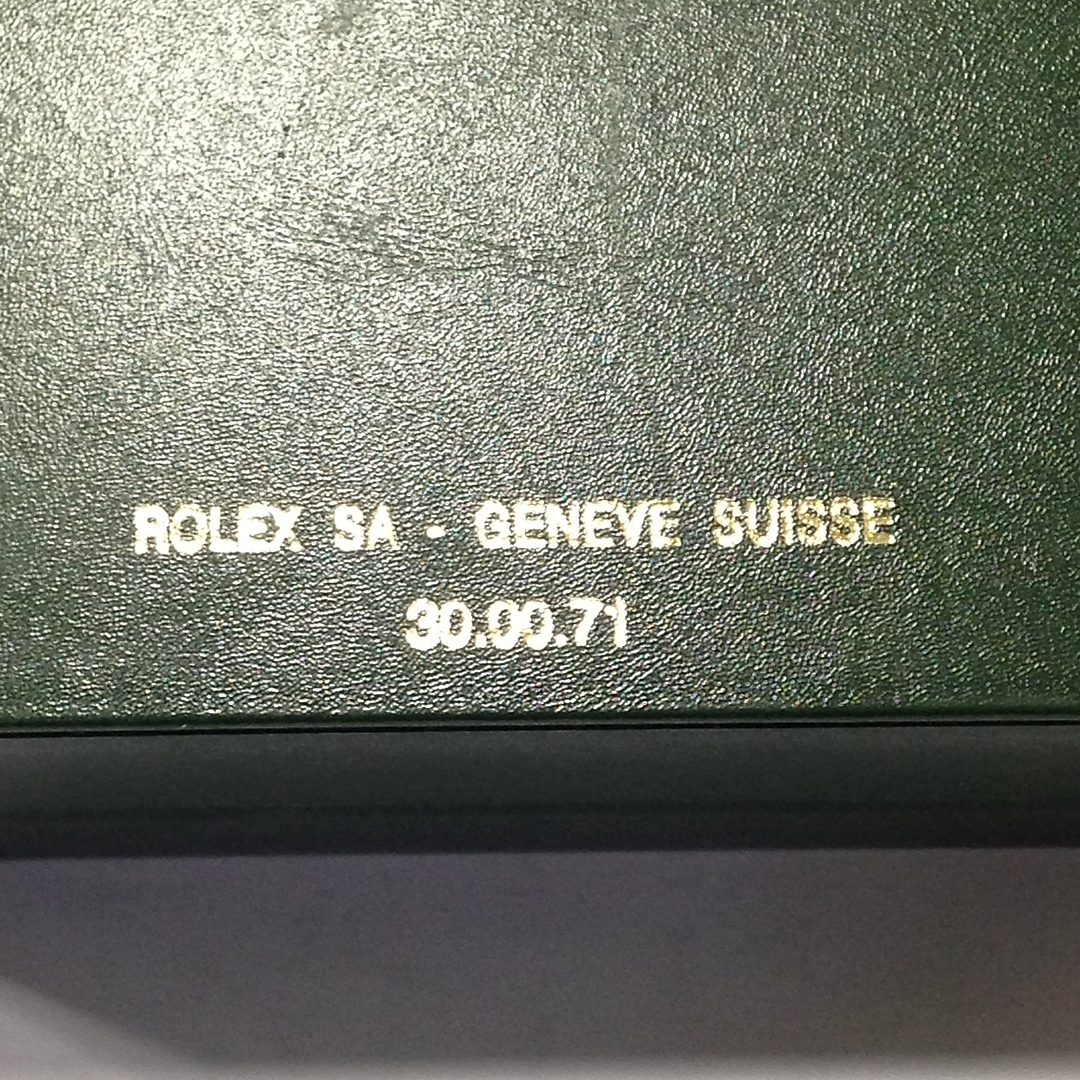 ROLEX SA - GENEVE SUISSE
30.00.71